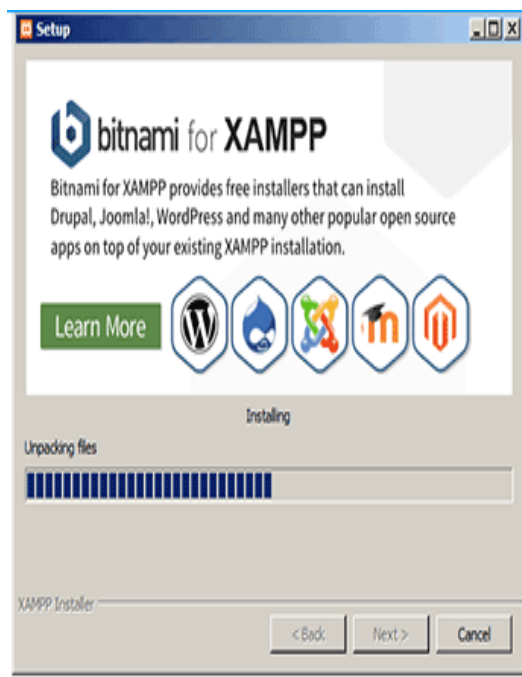 Setup
bitnami for XAMPP
Bitnami for XAMPP provides free installers that can install
Drupal, Joomla!, WordPress and many other popular open source
apps on top of your existing XAMPP installation.
Learn More
Installing
Unpacking files
XAMPP Installer
< Back
Next >
Cancel